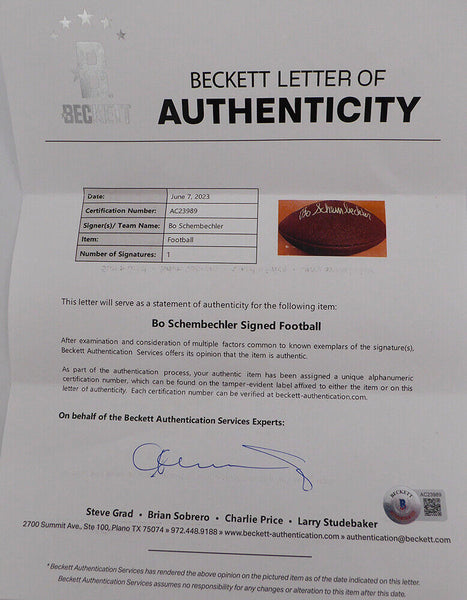 BECKETT
BECKETT LETTER OF
AUTHENTICITY
Date: June 7, 2023
Certification Number: AC23989
Signer(s)/ Team Name: Bo Schembechler
Item: Football
Number of Signatures: 1
Bo Schembechler
This letter will serve as a statement of authenticity for the following item:
Bo Schembechler Signed Football
After examination and consideration of multiple factors common to known exemplars of the signature(s),
Beckett Authentication Services offers its opinion that the item is authentic.
As part of the authentication process, your authentic item has been assigned a unique alphanumeric
certification number, which can be found on the tamper-evident label affixed to either the item or on this
letter of authenticity. Each certification number can be verified at beckett-authentication.com.
On behalf of the Beckett Authentication Services Experts:
BECKETT
AC23989
Steve Grad • Brian Sobrero • Charlie Price • Larry Studebaker
2700 Summit Ave., Ste 100, Plano TX 75074 » 972.448.9188 » www.beckett-authentication.com » authentication@beckett.com
*Beckett Authentication Services has rendered the above opinion on the pictured item as of the date indicated on this letter.
Beckett Authentication Services assumes no responsibility for any changes or alteration to this item after this date.